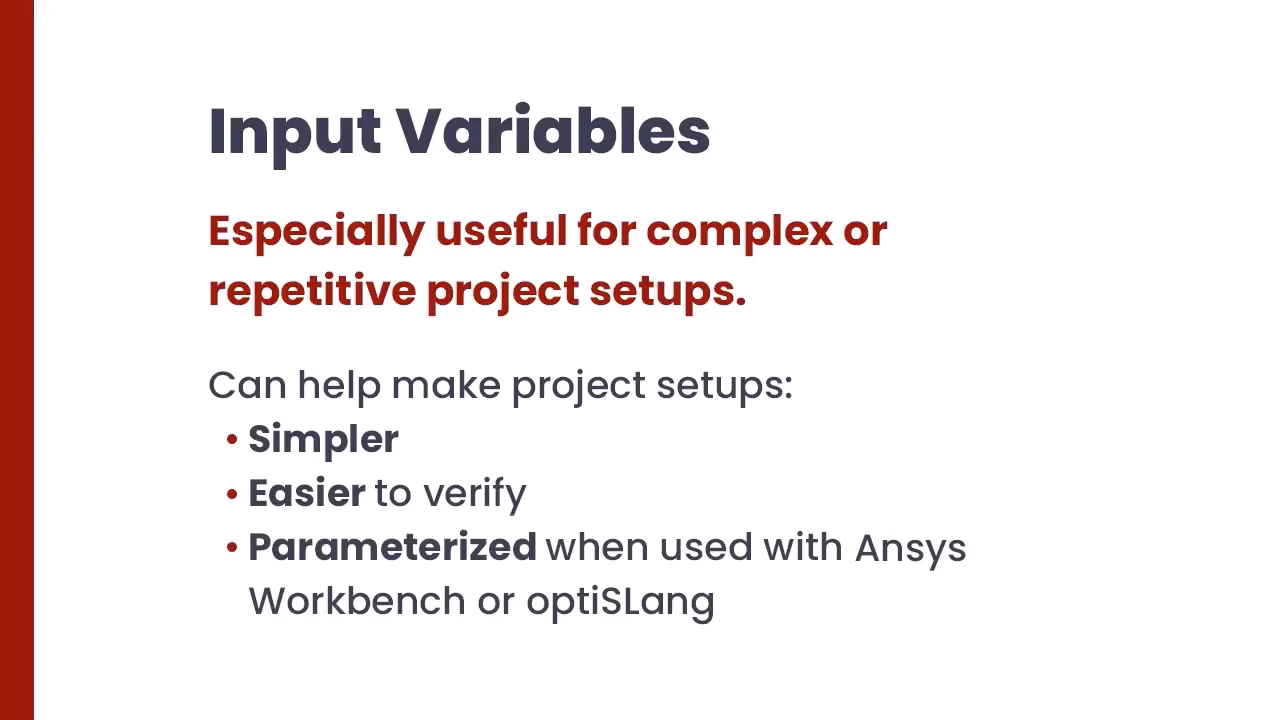 Input Variables
Especially useful for complex or
repetitive project setups.
Can help make project setups:
• Simpler
• Easier to verify
• Parameterized when used with Ansys
Workbench or optiSLang